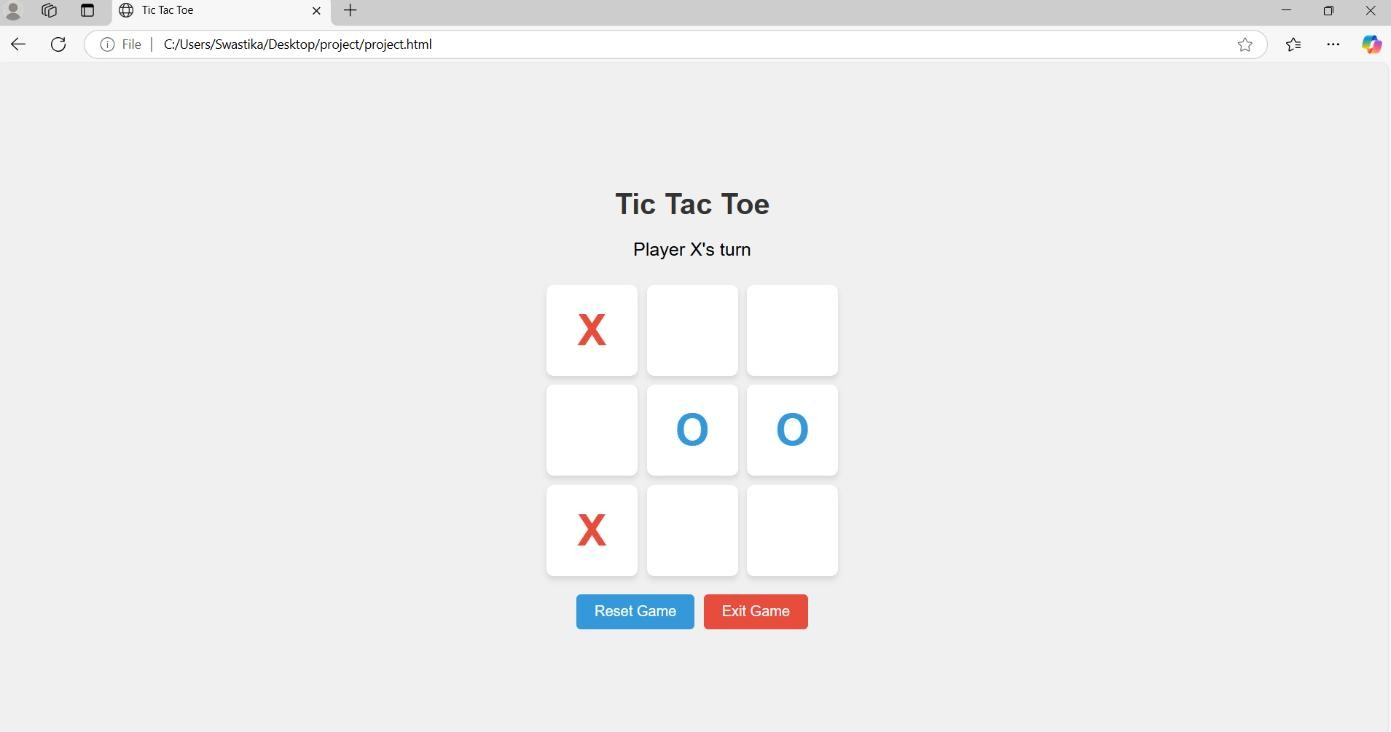 Tic Tac Toe
File | C:/Users/Swastika/Desktop/project/project.html
Tic Tac Toe
Player X's turn
X
O O
X
Reset Game Exit Game